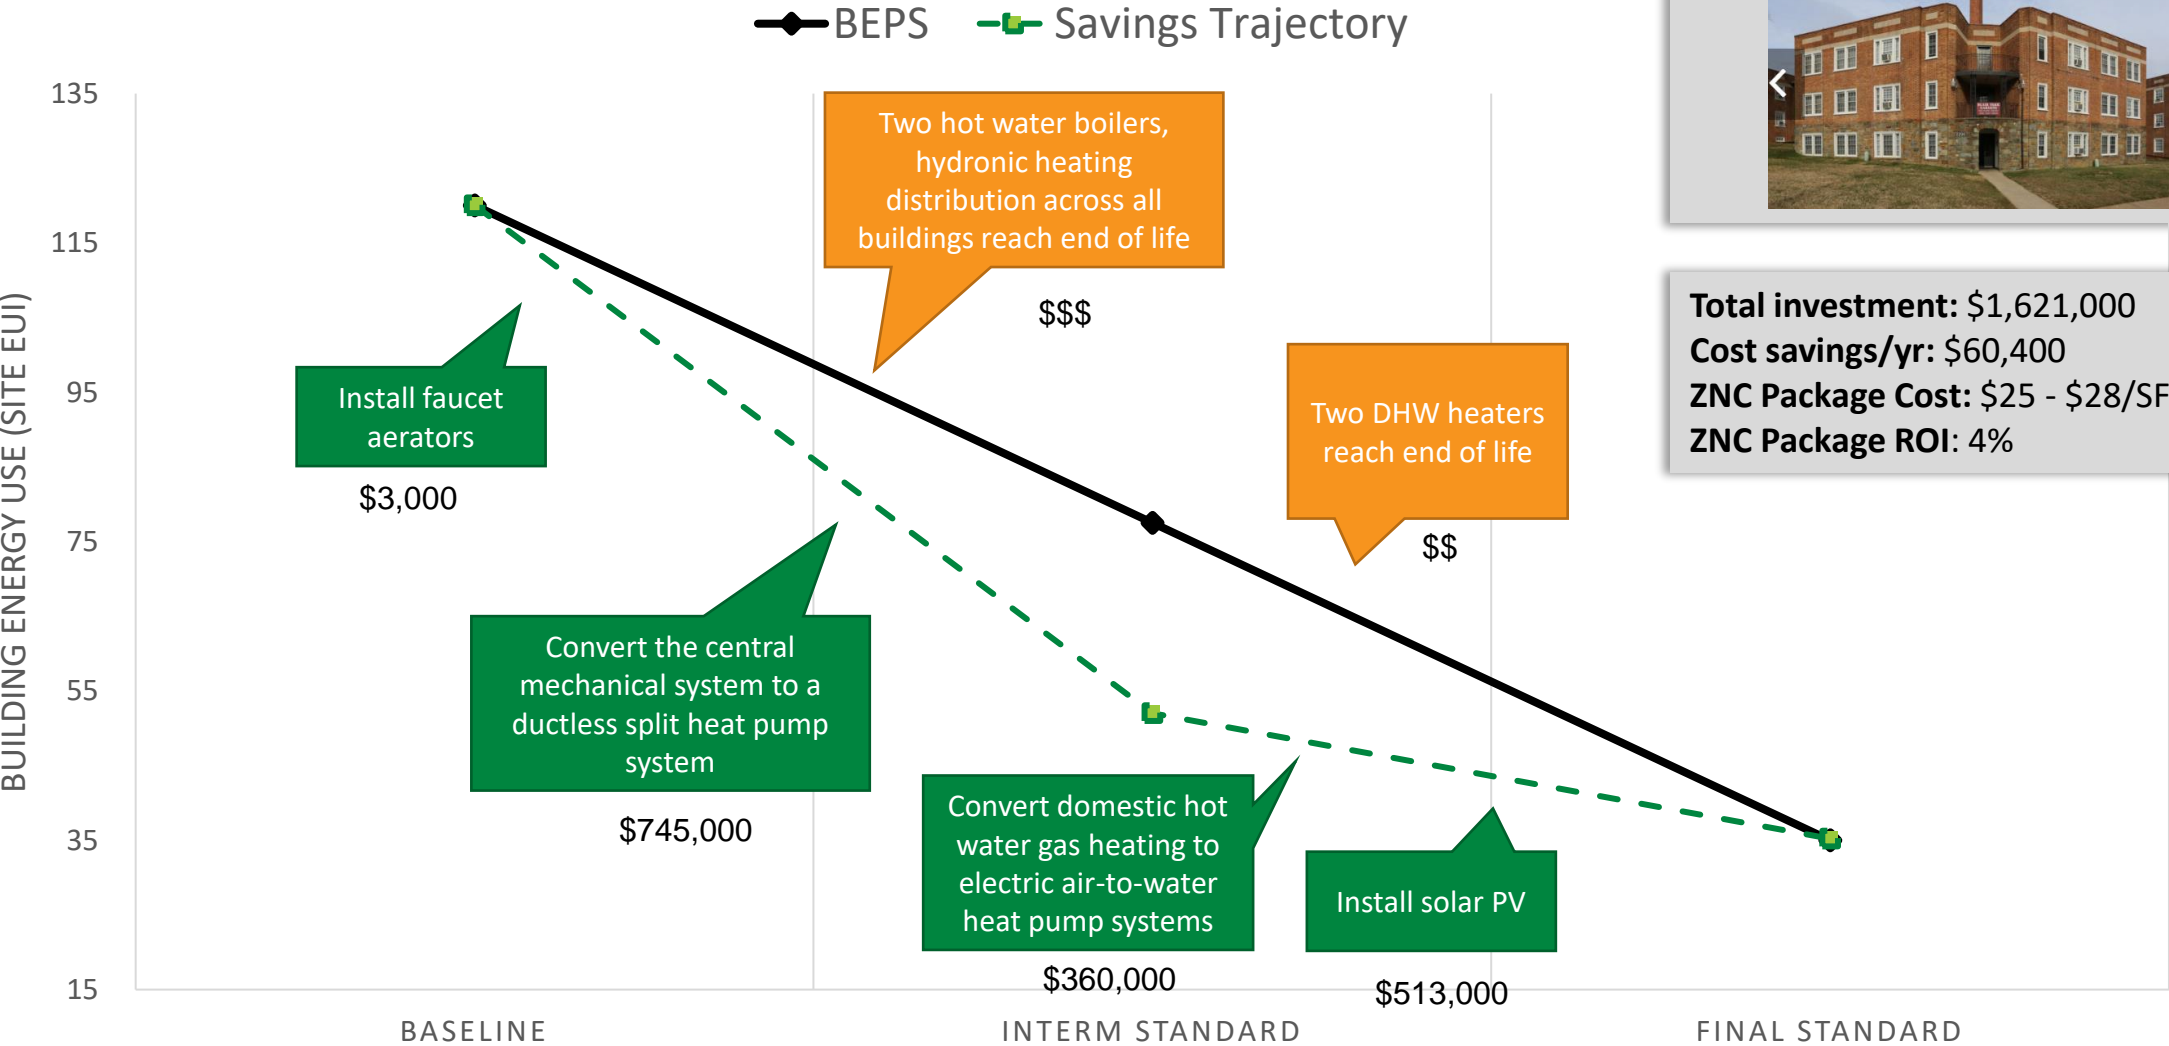 BEPS
Savings Trajectory
BUILDING ENERGY USE (SITE EUI)
135
115
95
75
55
35
15
Two hot water boilers,
hydronic heating
distribution across all
buildings reach end of life
$$$
Install faucet
aerators
$3,000
Two DHW heaters
reach end of life
$$
Convert the central
mechanical system to a
ductless split heat pump
system
$745,000
Convert domestic hot
water gas heating to
electric air-to-water
heat pump systems
$360,000
Install solar PV
$513,000
Total investment: $1,621,000
Cost savings/yr: $60,400
ZNC Package Cost: $25 - $28/SF
ZNC Package ROI: 4%
BASELINE
INTERM STANDARD
FINAL STANDARD